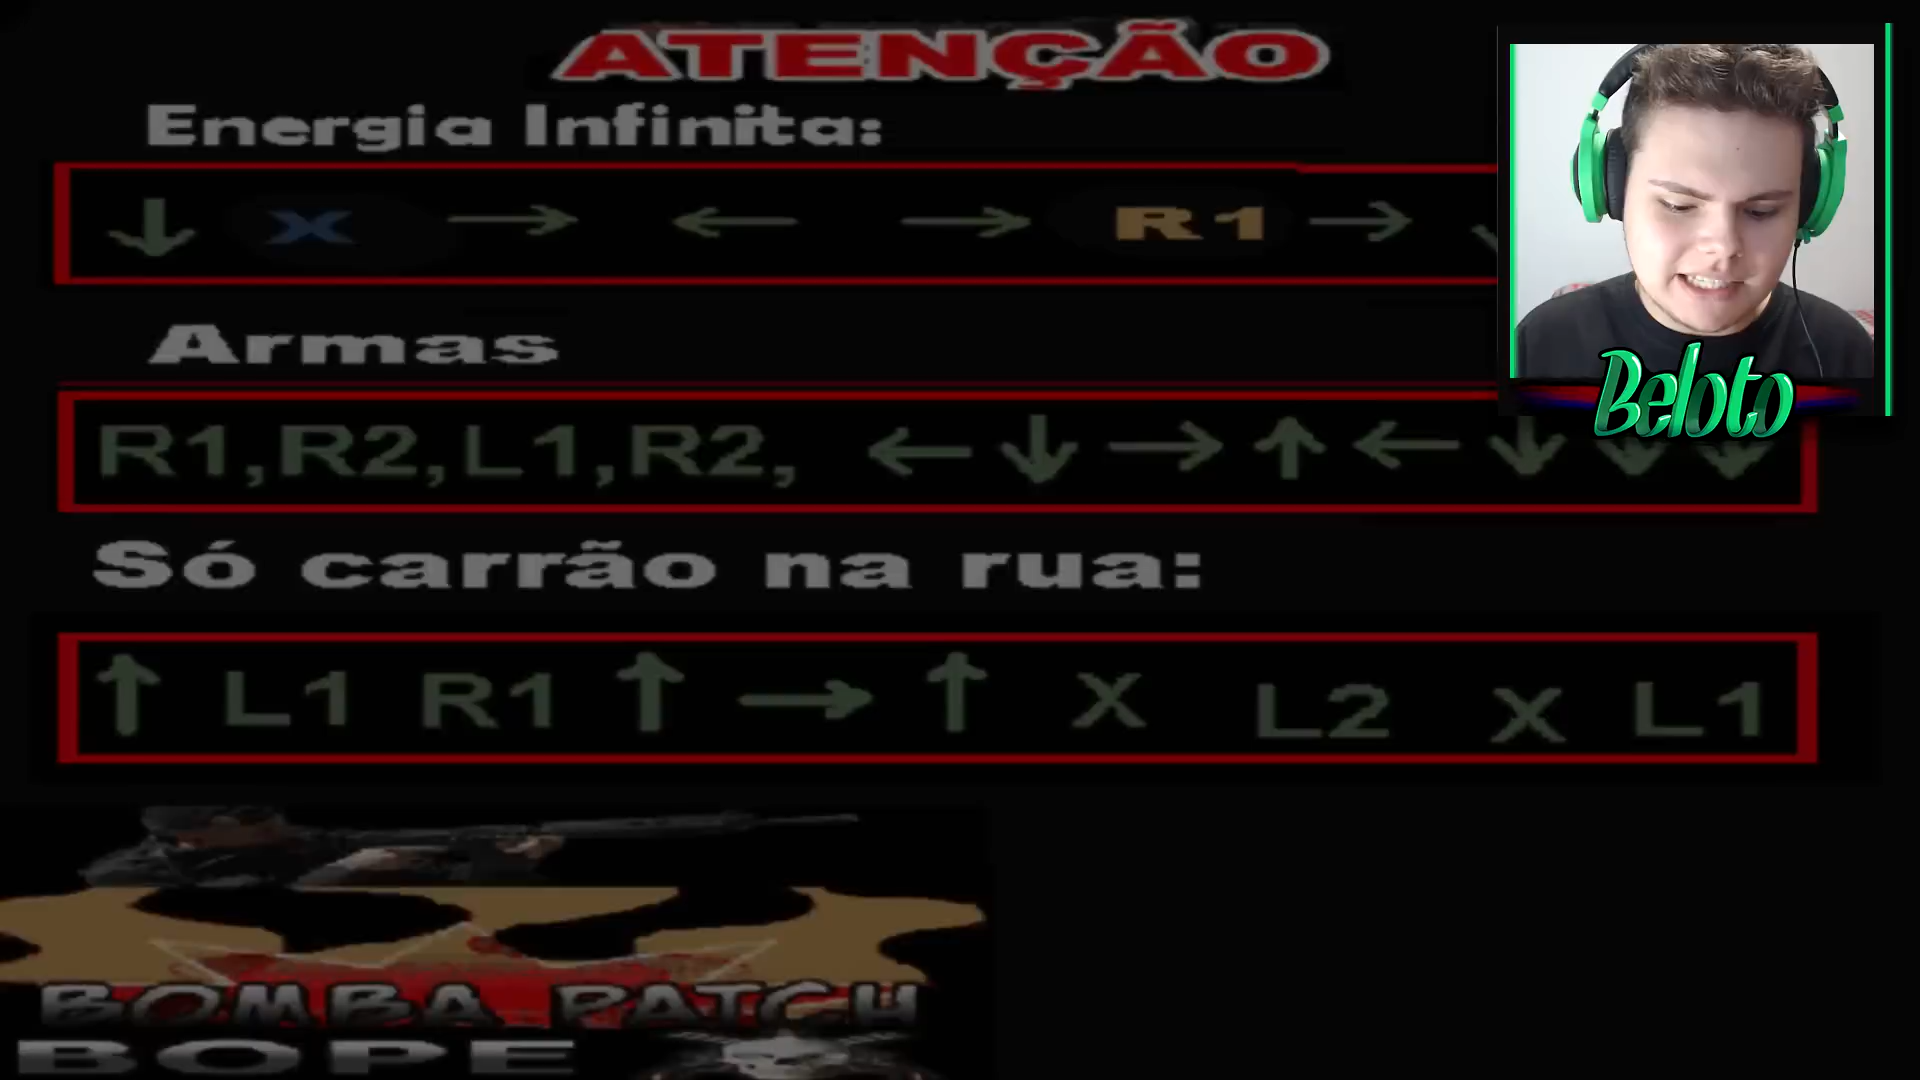 ATENÇÃO
Energia Infinita:
↓ X → ← → R1 →
Armas
R1,R2,L1,R2, ← ↓ → ↑ ← ↓ ↓ ↓
Só carrão na rua:
↑ L1 R1 ↑ → ↑ X L2 X L1
BOMBA PATCH
BOPE
Beloto